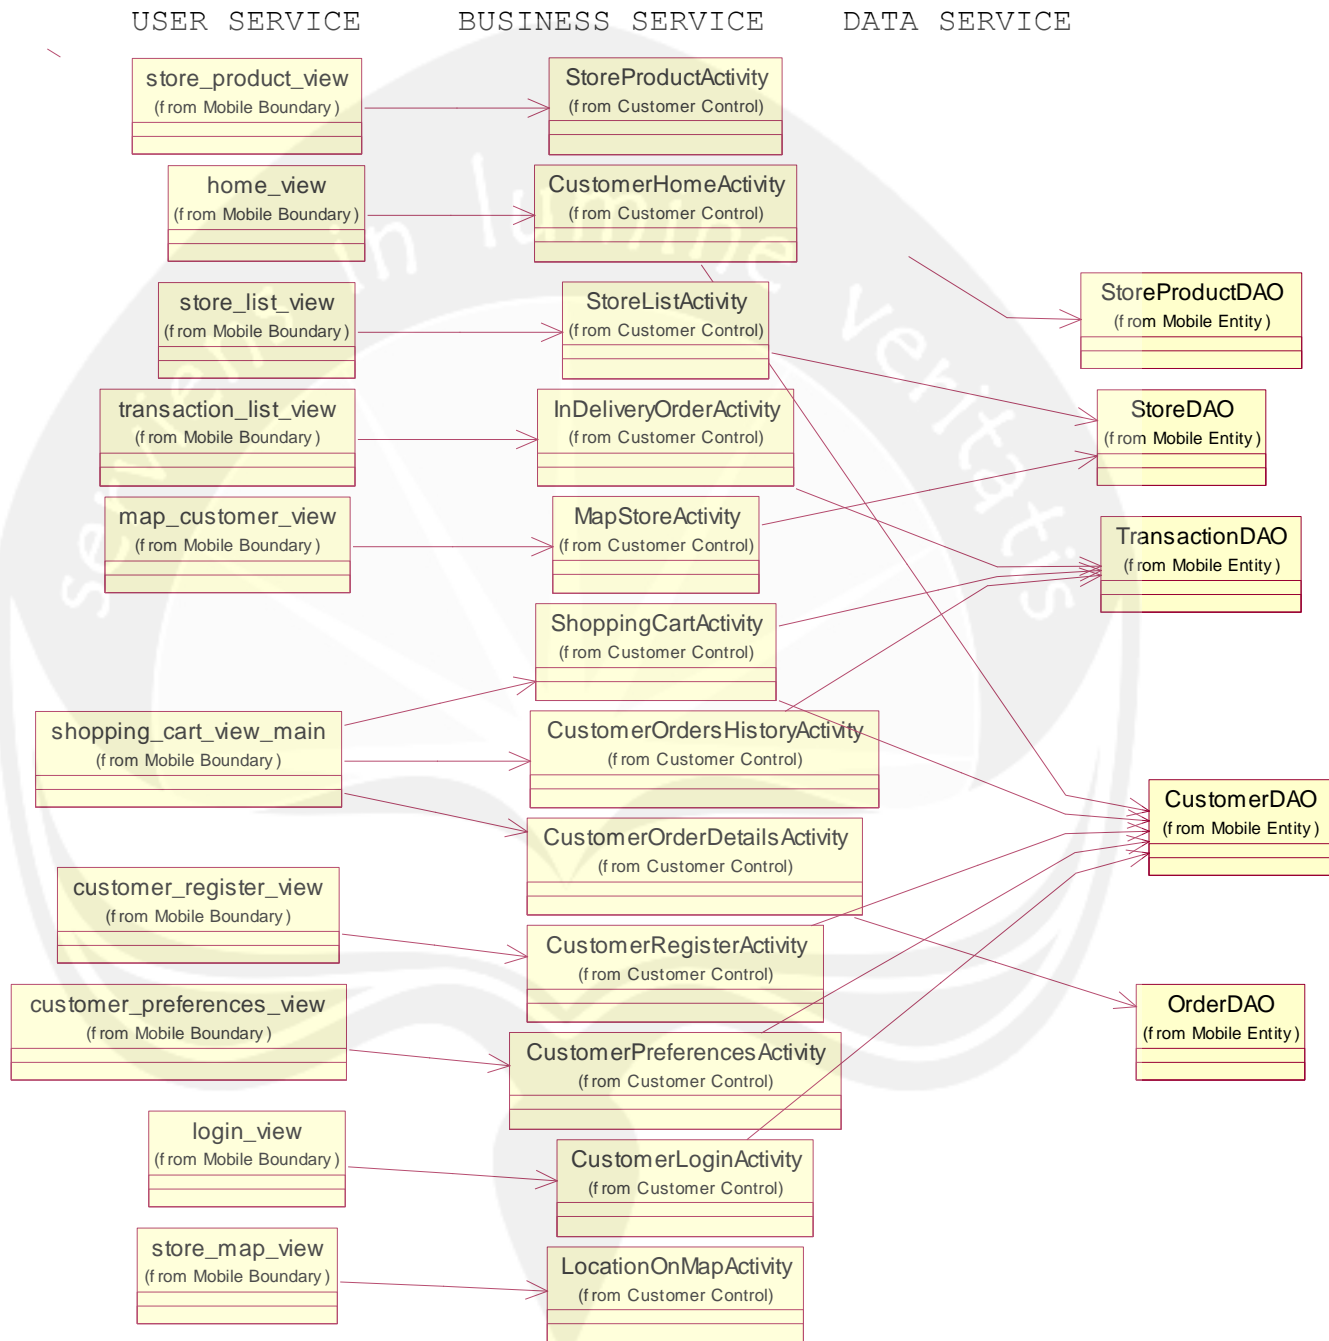 USER SERVICE BUSINESS SERVICE DATA SERVICE
store_product_view
(from Mobile Boundary)
StoreProductActivity
(from Customer Control)
home_view
(from Mobile Boundary)
CustomerHomeActivity
(from Customer Control)
StoreProductDAO
(from Mobile Entity)
store_list_view
(from Mobile Boundary)
StoreListActivity
(from Customer Control)
StoreDAO
(from Mobile Entity)
transaction_list_view
(from Mobile Boundary)
InDeliveryOrderActivity
(from Customer Control)
TransactionDAO
(from Mobile Entity)
map_customer_view
(from Mobile Boundary)
MapStoreActivity
(from Customer Control)
ShoppingCartActivity
(from Customer Control)
shopping_cart_view_main
(from Mobile Boundary)
CustomerOrdersHistoryActivity
(from Customer Control)
CustomerDAO
(from Mobile Entity)
CustomerOrderDetailsActivity
(from Customer Control)
customer_register_view
(from Mobile Boundary)
CustomerRegisterActivity
(from Customer Control)
customer_preferences_view
(from Mobile Boundary)
OrderDAO
(from Mobile Entity)
CustomerPreferencesActivity
(from Customer Control)
login_view
(from Mobile Boundary)
CustomerLoginActivity
(from Customer Control)
store_map_view
(from Mobile Boundary)
LocationOnMapActivity
(from Customer Control)
serviens in lumine veritatis